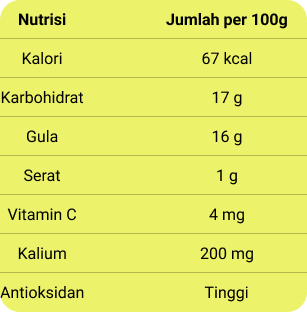 Nutrisi Jumlah per 100g
Kalori 67 kcal
Karbohidrat 17 g
Gula 16 g
Serat 1 g
Vitamin C 4 mg
Kalium 200 mg
Antioksidan Tinggi